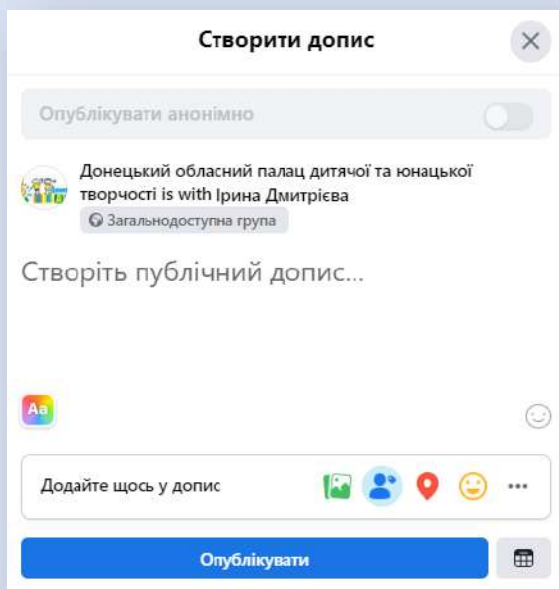 Створити допис
Опублікувати анонімно
Донецький обласний палац дитячої та юнацької
творчості is with Ірина Дмитрієва
Загальнодоступна група
Створіть публічний допис...
Aa
Додайте щось у допис
Опублікувати